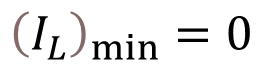 (I_L)_min = 0